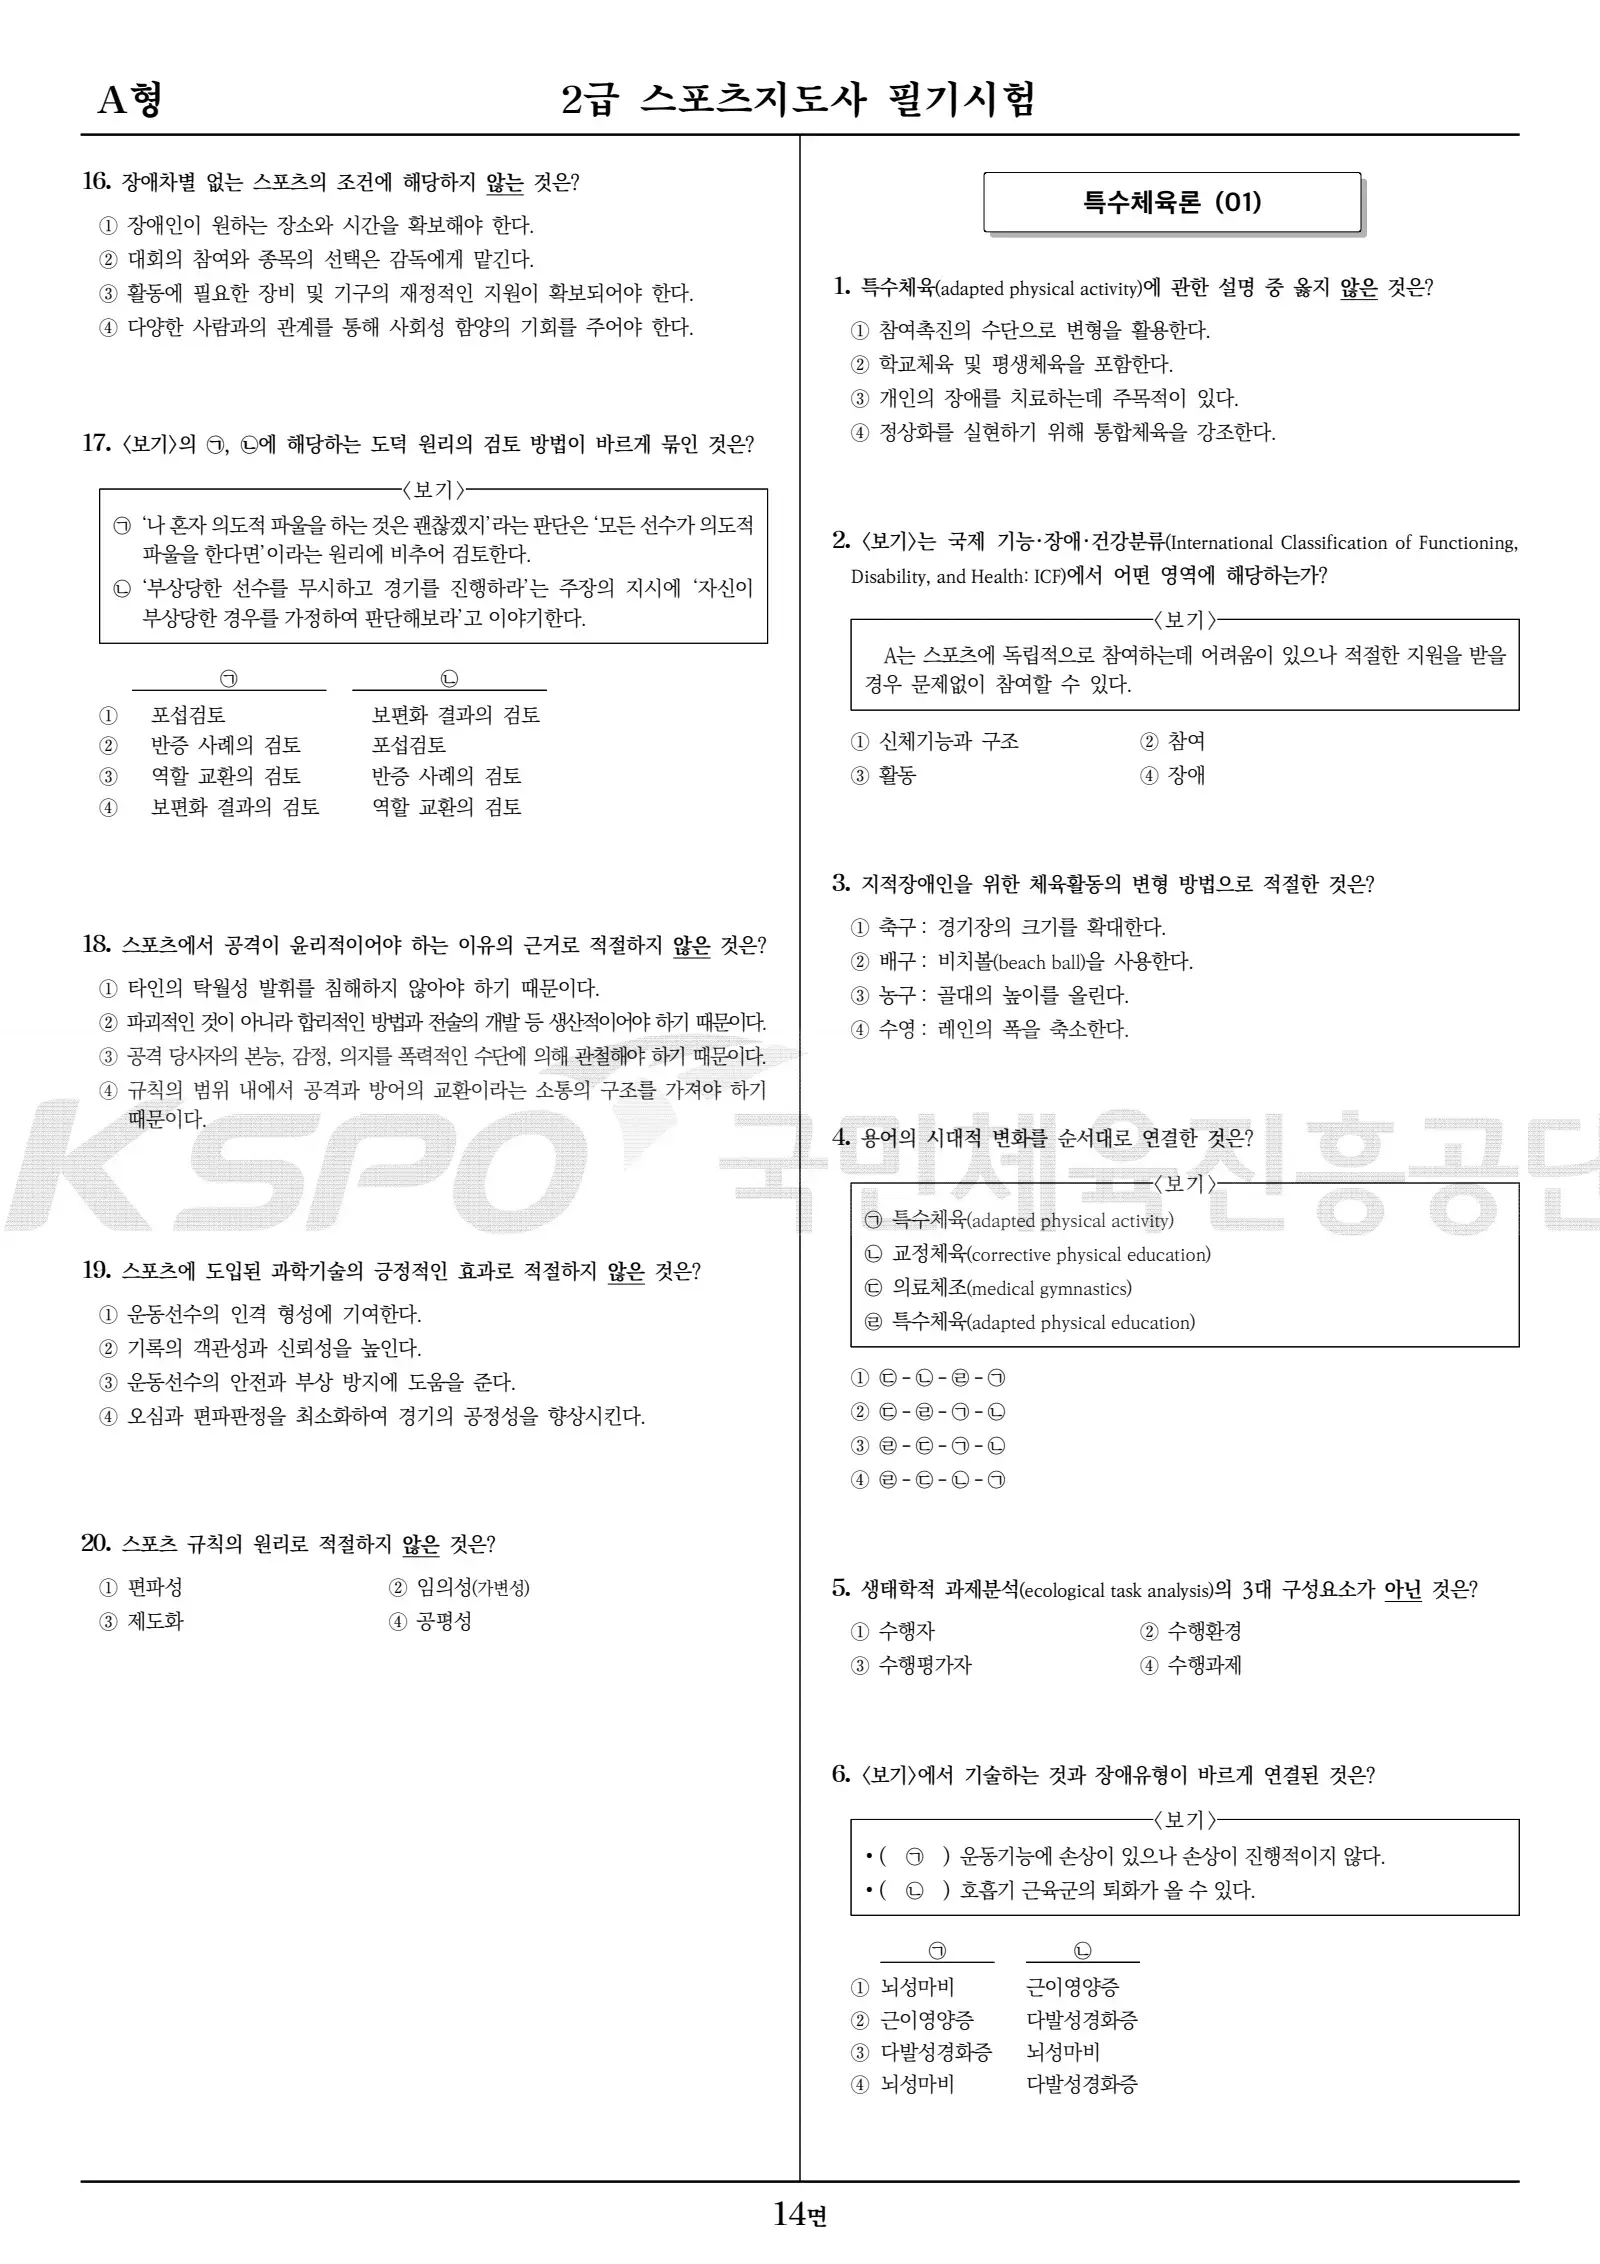 A형
2급 스포츠지도사 필기시험
16. 장애차별 없는 스포츠의 조건에 해당하지 않는 것은?
① 장애인이 원하는 장소와 시간을 확보해야 한다.
② 대회의 참여와 종목의 선택은 감독에게 맡긴다.
③ 활동에 필요한 장비 및 기구의 재정적인 지원이 확보되어야 한다.
④ 다양한 사람과의 관계를 통해 사회성 함양의 기회를 주어야 한다.
17. <보기>의 ㉠, ㉡에 해당하는 도덕 원리의 검토 방법이 바르게 묶인 것은?
<보기>
㉠ ‘나 혼자 의도적 파울을 하는 것은 괜찮겠지’라는 판단은 ‘모든 선수가 의도적
파울을 한다면’이라는 원리에 비추어 검토한다.
㉡ ‘부상당한 선수를 무시하고 경기를 진행하라’는 주장의 지시에 ‘자신이
부상당한 경우를 가정하여 판단해보라’고 이야기한다.
㉠ ㉡
① 포섭검토 보편화 결과의 검토
② 반증 사례의 검토 포섭검토
③ 역할 교환의 검토 반증 사례의 검토
④ 보편화 결과의 검토 역할 교환의 검토
18. 스포츠에서 공격이 윤리적이어야 하는 이유의 근거로 적절하지 않은 것은?
① 타인의 탁월성 발휘를 침해하지 않아야 하기 때문이다.
② 파괴적인 것이 아니라 합리적인 방법과 전술의 개발 등 생산적이어야 하기 때문이다.
③ 공격 당사자의 본능, 감정, 의지를 폭력적인 수단에 의해 관철해야 하기 때문이다.
④ 규칙의 범위 내에서 공격과 방어의 교환이라는 소통의 구조를 가져야 하기
때문이다.
19. 스포츠에 도입된 과학기술의 긍정적인 효과로 적절하지 않은 것은?
① 운동선수의 인격 형성에 기여한다.
② 기록의 객관성과 신뢰성을 높인다.
③ 운동선수의 안전과 부상 방지에 도움을 준다.
④ 오심과 편파판정을 최소화하여 경기의 공정성을 향상시킨다.
20. 스포츠 규칙의 원리로 적절하지 않은 것은?
① 편파성 ② 임의성(가변성)
③ 제도화 ④ 공평성
특수체육론 (01)
1. 특수체육(adapted physical activity)에 관한 설명 중 옳지 않은 것은?
① 참여촉진의 수단으로 변형을 활용한다.
② 학교체육 및 평생체육을 포함한다.
③ 개인의 장애를 치료하는데 주목적이 있다.
④ 정상화를 실현하기 위해 통합체육을 강조한다.
2. <보기>는 국제 기능·장애·건강분류(International Classification of Functioning,
Disability, and Health: ICF)에서 어떤 영역에 해당하는가?
<보기>
A는 스포츠에 독립적으로 참여하는데 어려움이 있으나 적절한 지원을 받을
경우 문제없이 참여할 수 있다.
① 신체기능과 구조 ② 참여
③ 활동 ④ 장애
3. 지적장애인을 위한 체육활동의 변형 방법으로 적절한 것은?
① 축구 : 경기장의 크기를 확대한다.
② 배구 : 비치볼(beach ball)을 사용한다.
③ 농구 : 골대의 높이를 올린다.
④ 수영 : 레인의 폭을 축소한다.
4. 용어의 시대적 변화를 순서대로 연결한 것은?
<보기>
㉠ 특수체육(adapted physical activity)
㉡ 교정체육(corrective physical education)
㉢ 의료체조(medical gymnastics)
㉣ 특수체육(adapted physical education)
① ㉢-㉡-㉣-㉠
② ㉢-㉣-㉠-㉡
③ ㉣-㉢-㉠-㉡
④ ㉣-㉢-㉡-㉠
5. 생태학적 과제분석(ecological task analysis)의 3대 구성요소가 아닌 것은?
① 수행자 ② 수행환경
③ 수행평가자 ④ 수행과제
6. <보기>에서 기술하는 것과 장애유형이 바르게 연결된 것은?
<보기>
• ( ㉠ ) 운동기능에 손상이 있으나 손상이 진행적이지 않다.
• ( ㉡ ) 호흡기 근육군의 퇴화가 올 수 있다.
㉠ ㉡
① 뇌성마비 근이영양증
② 근이영양증 다발성경화증
③ 다발성경화증 뇌성마비
④ 뇌성마비 다발성경화증
KSPO 국민체육진흥공단
14면